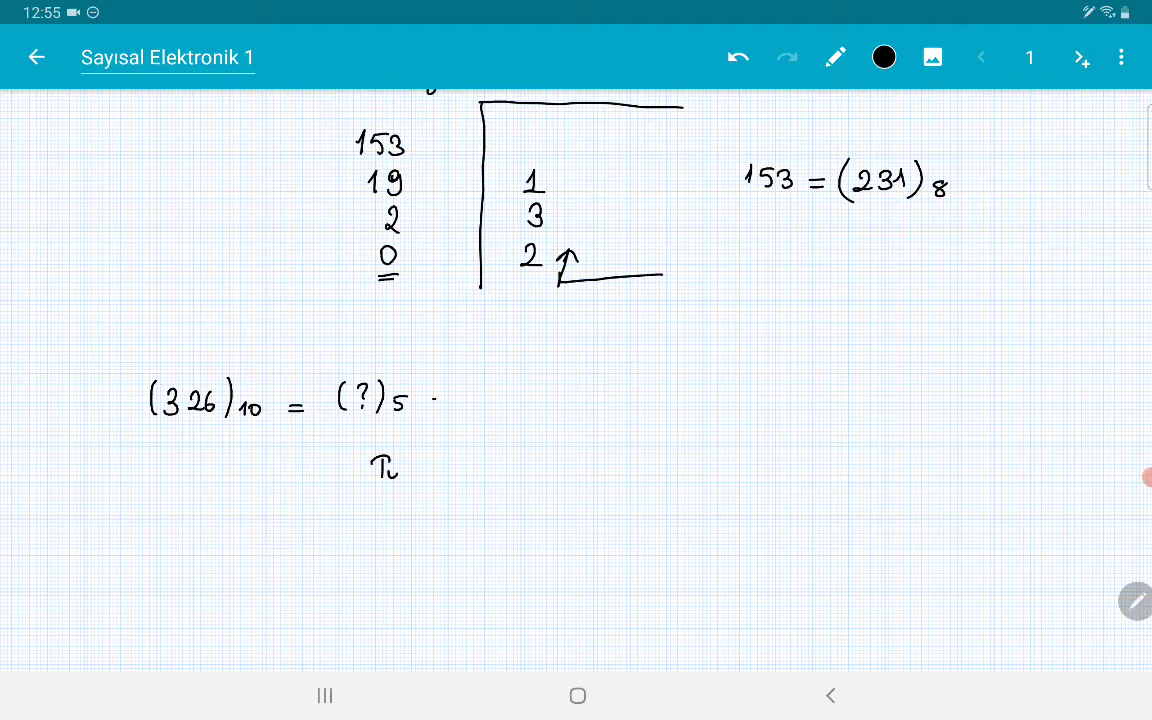 12:55
Sayısal Elektronik 1
1
153
19 1
2 3
0 2
153 = (231)8
(326)10 = (?)5